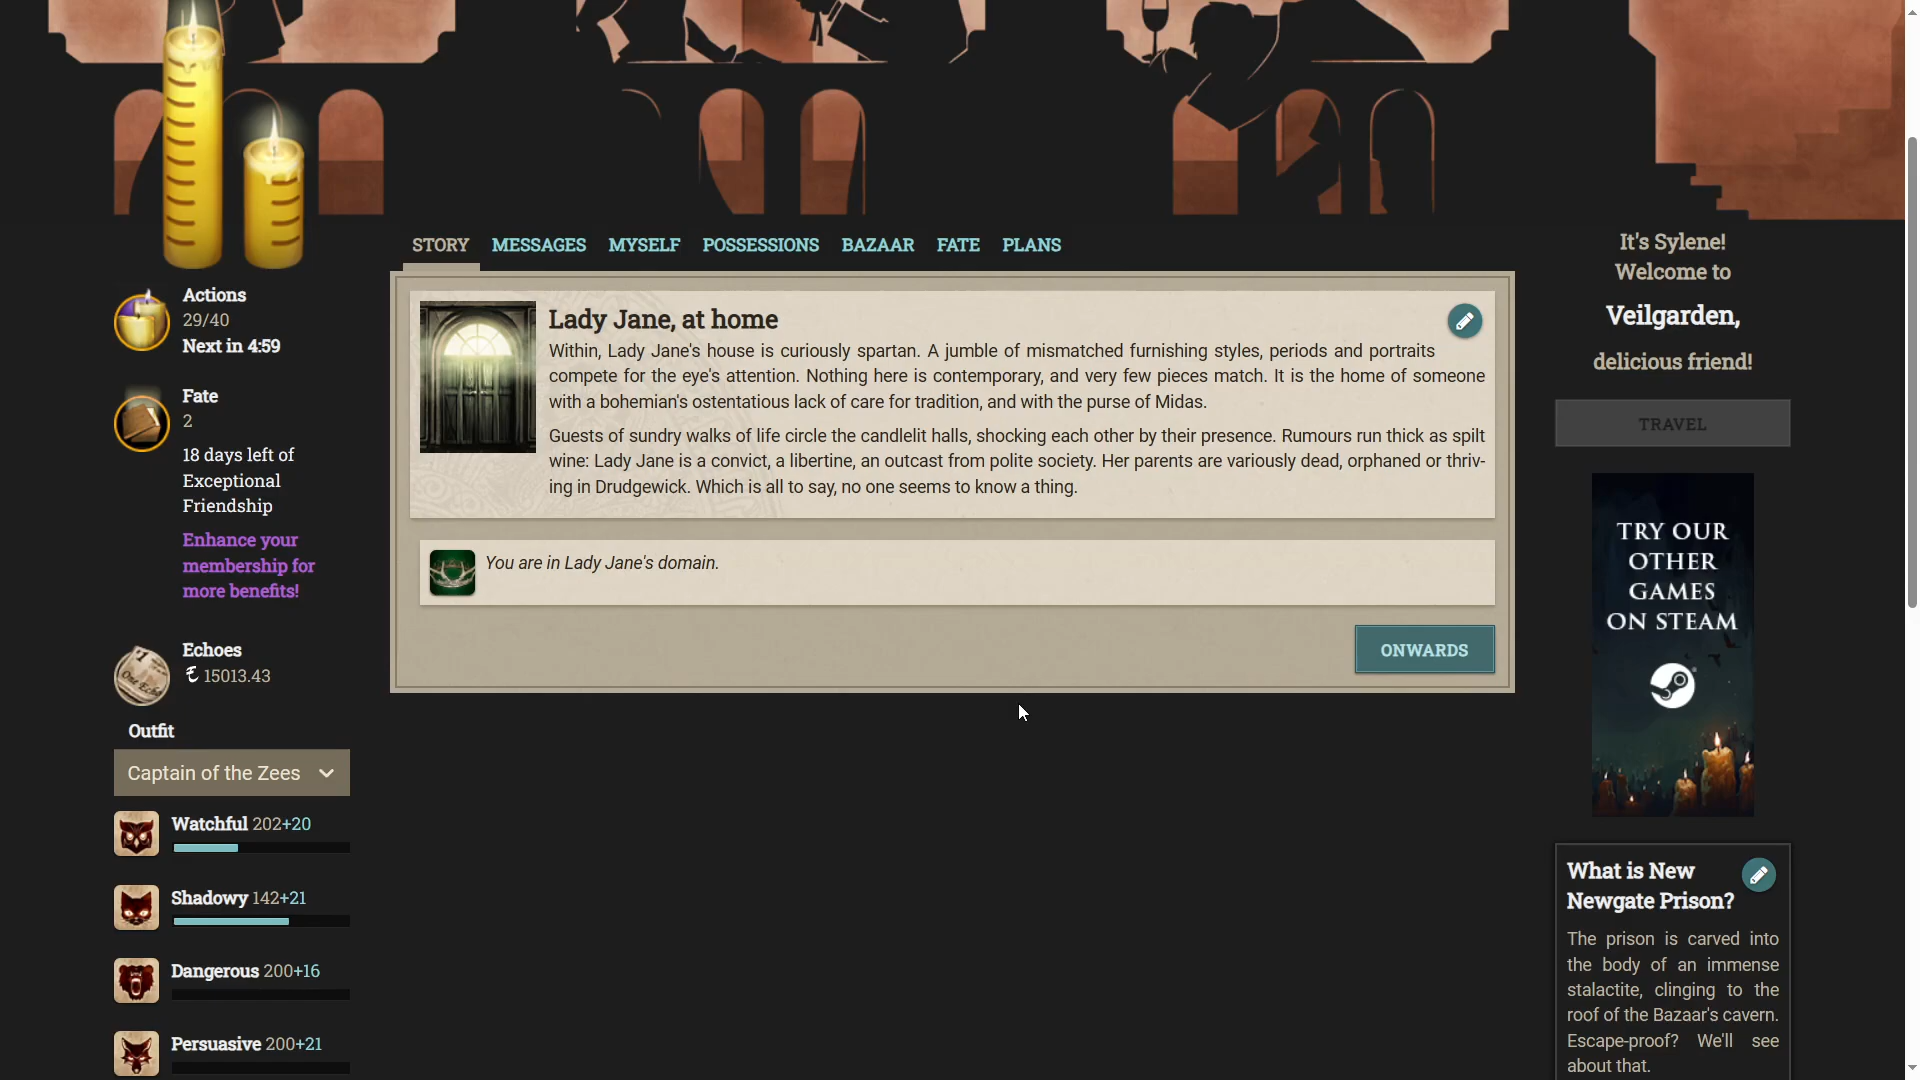 STORY MESSAGES MYSELF POSSESSIONS BAZAAR FATE PLANS
Actions
29/40
Next in 4:59
Fate
2
18 days left of
Exceptional
Friendship
Enhance your
membership for
more benefits!
Echoes
15013.43
Outfit
Captain of the Zees
Watchful 202+20
Shadowy 142+21
Dangerous 200+16
Persuasive 200+21
Lady Jane, at home
Within, Lady Jane's house is curiously spartan. A jumble of mismatched furnishing styles, periods and portraits
compete for the eye's attention. Nothing here is contemporary, and very few pieces match. It is the home of someone
with a bohemian's ostentatious lack of care for tradition, and with the purse of Midas.
Guests of sundry walks of life circle the candlelit halls, shocking each other by their presence. Rumours run thick as spilt
wine: Lady Jane is a convict, a libertine, an outcast from polite society. Her parents are variously dead, orphaned or thriv-
ing in Drudgewick. Which is all to say, no one seems to know a thing.
You are in Lady Jane's domain.
ONWARDS
It's Sylene!
Welcome to
Veilgarden,
delicious friend!
TRAVEL
TRY OUR
OTHER
GAMES
ON STEAM
What is New
Newgate Prison?
The prison is carved into
the body of an immense
stalactite, clinging to the
roof of the Bazaar's cavern.
Escape-proof? We'll see
about that.